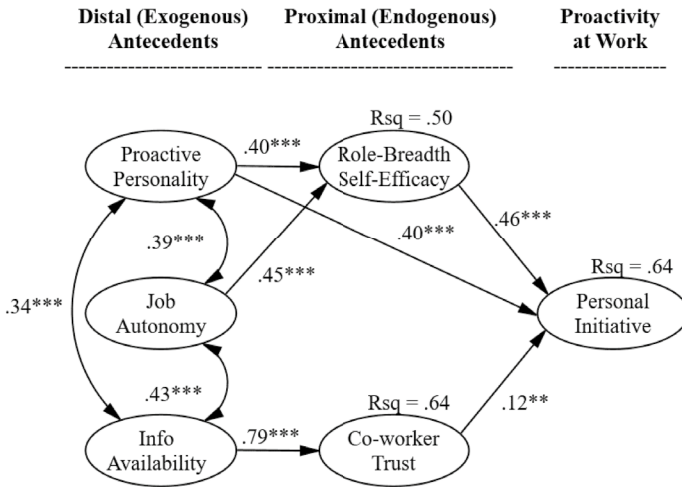 Distal (Exogenous)
Antecedents
Proximal (Endogenous)
Antecedents
Proactivity
at Work
Rsq = .50
.40***
Proactive
Personality
Role-Breadth
Self-Efficacy
.46***
.40***
.39***
.45***
Rsq = .64
.34***
Job
Autonomy
Personal
Initiative
.43***
Rsq = .64
.12**
.79***
Info
Availability
Co-worker
Trust